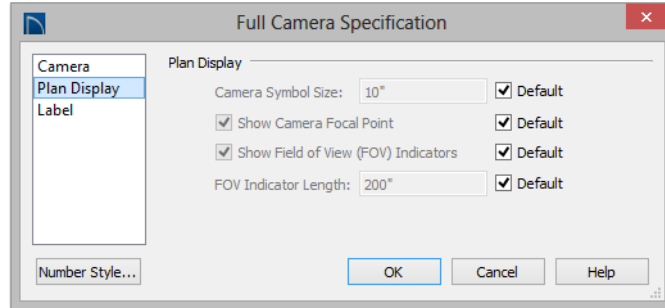 Full Camera Specification
Camera
Plan Display
Label
Plan Display
Camera Symbol Size: 10" Default
Show Camera Focal Point Default
Show Field of View (FOV) Indicators Default
FOV Indicator Length: 200" Default
Number Style... OK Cancel Help